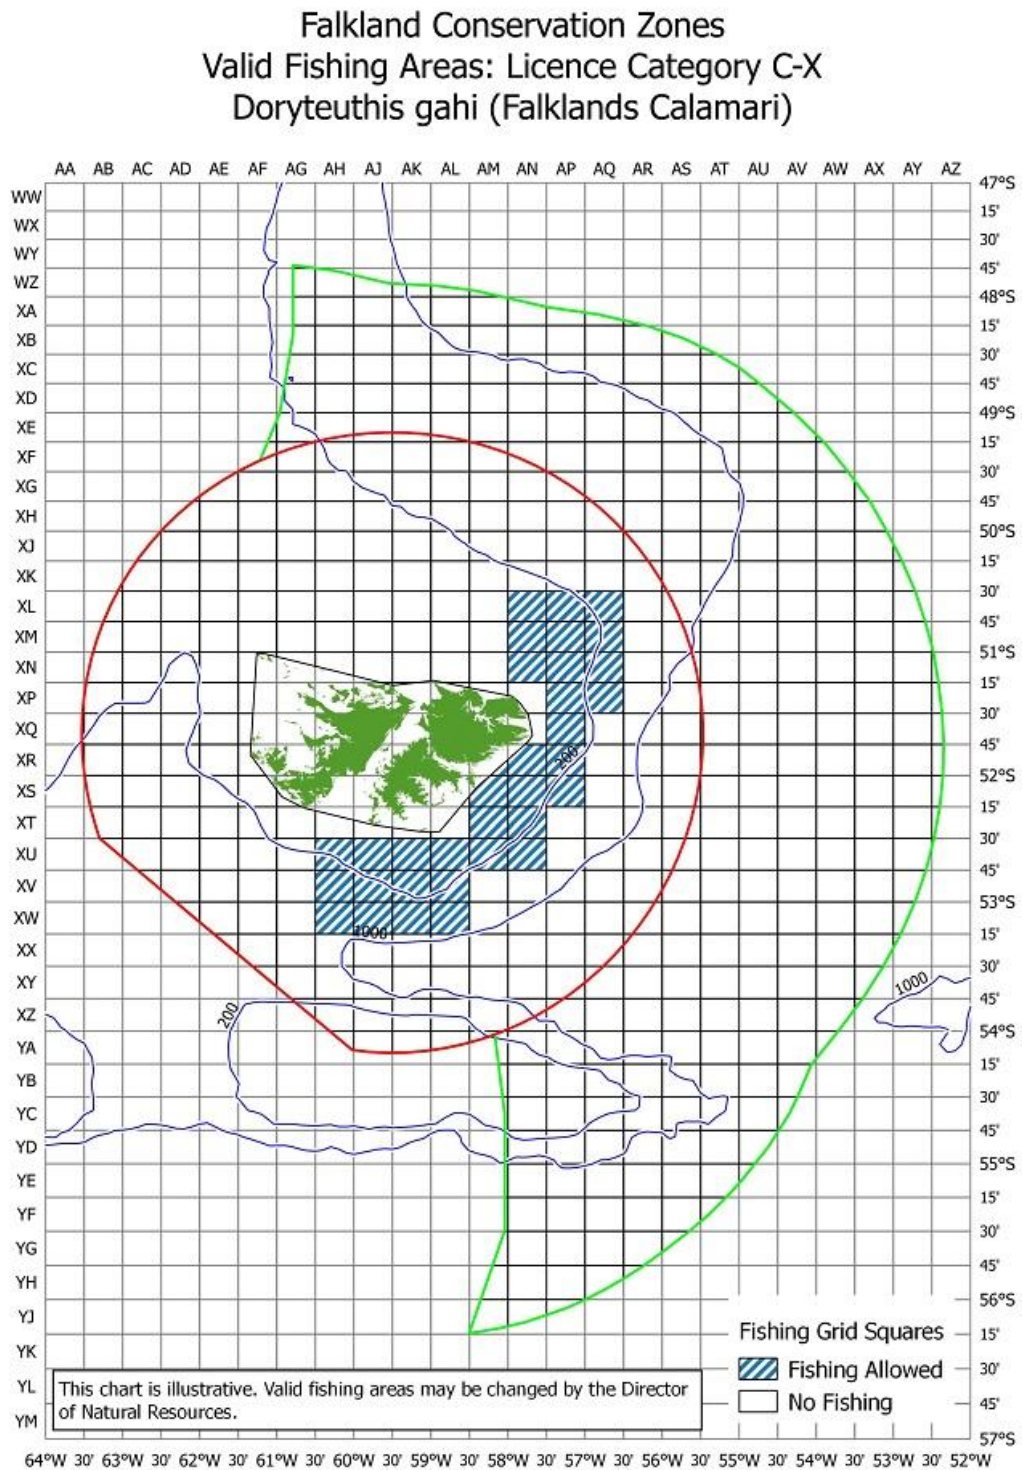 Falkland Conservation Zones
Valid Fishing Areas: Licence Category C-X
Doryteuthis gahi (Falklands Calamari)
AA AB AC AD AE AF AG AH AJ AK AL AM AN AP AQ AR AS AT AU AV AW AX AY AZ
47°S
WW
15'
WX
30'
WY
45'
WZ
48°S
XA
15'
XB
30'
XC
45'
XD
49°S
XE
15'
XF
30'
XG
45'
XH
50°S
XJ
15'
XK
30'
XL
45'
XM
51°S
XN
15'
XP
30'
XQ
45'
200
XR
52°S
XS
15'
XT
30'
XU
45'
XV
53°S
XW
1000
15'
XX
30'
XY
1000
45'
XZ
200
54°S
YA
15'
YB
30'
YC
45'
YD
55°S
YE
15'
YF
30'
YG
45'
YH
56°S
YJ
Fishing Grid Squares
15'
YK
Fishing Allowed
30'
YL
No Fishing
45'
YM
57°S
This chart is illustrative. Valid fishing areas may be changed by the Director
of Natural Resources.
64°W 30' 63°W 30' 62°W 30' 61°W 30' 60°W 30' 59°W 30' 58°W 30' 57°W 30' 56°W 30' 55°W 30' 54°W 30' 53°W 30' 52°W